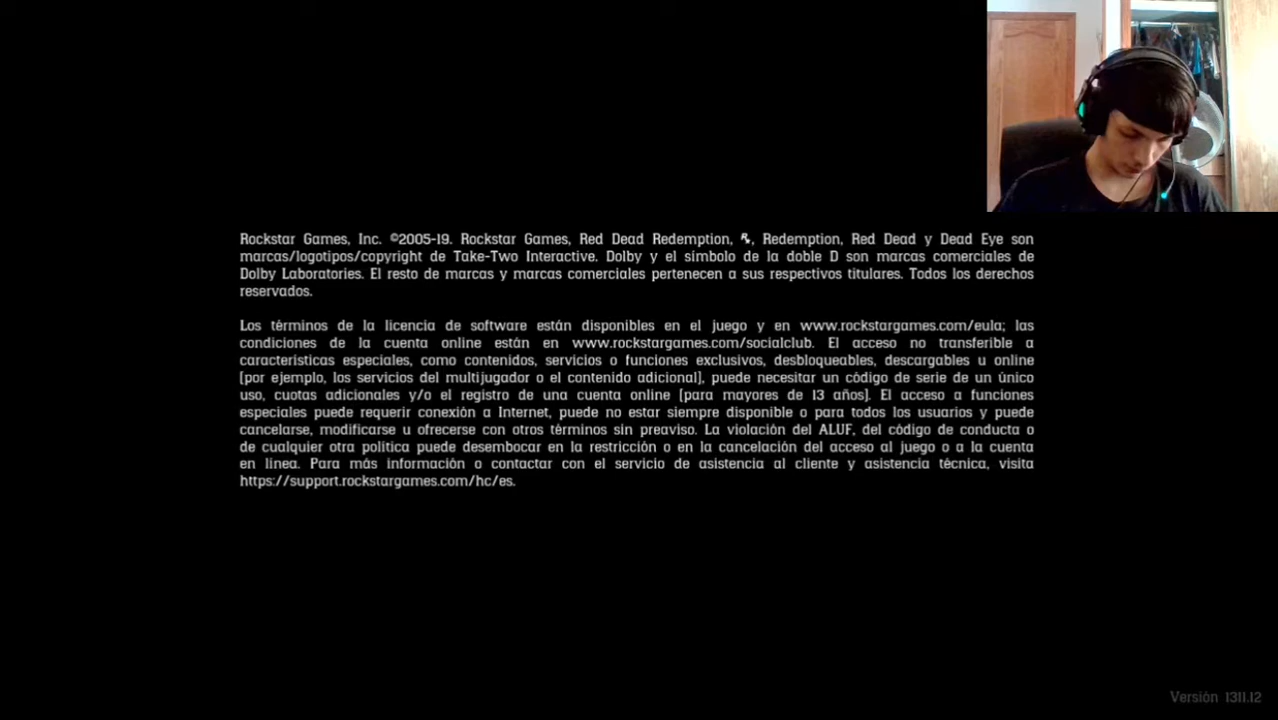 Rockstar Games, Inc. ©2005-19. Rockstar Games, Red Dead Redemption, R*, Redemption, Red Dead y Dead Eye son
marcas/logotipos/copyright de Take-Two Interactive. Dolby y el símbolo de la doble D son marcas comerciales de
Dolby Laboratories. El resto de marcas y marcas comerciales pertenecen a sus respectivos titulares. Todos los derechos
reservados.
Los términos de la licencia de software están disponibles en el juego y en www.rockstargames.com/eula; las
condiciones de la cuenta online están en www.rockstargames.com/socialclub. El acceso no transferible a
características especiales, como contenidos, servicios o funciones exclusivos, desbloqueables, descargables u online
[por ejemplo, los servicios del multijugador o el contenido adicional], puede necesitar un código de serie de un único
uso, cuotas adicionales y/o el registro de una cuenta online [para mayores de 13 años]. El acceso a funciones
especiales puede requerir conexión a Internet, puede no estar siempre disponible o para todos los usuarios y puede
cancelarse, modificarse u ofrecerse con otros términos sin preaviso. La violación del ALUF, del código de conducta o
de cualquier otra política puede desembocar en la restricción o en la cancelación del acceso al juego o a la cuenta
en línea. Para más información o contactar con el servicio de asistencia al cliente y asistencia técnica, visita
https://support.rockstargames.com/hc/es.
Versión 1311.12